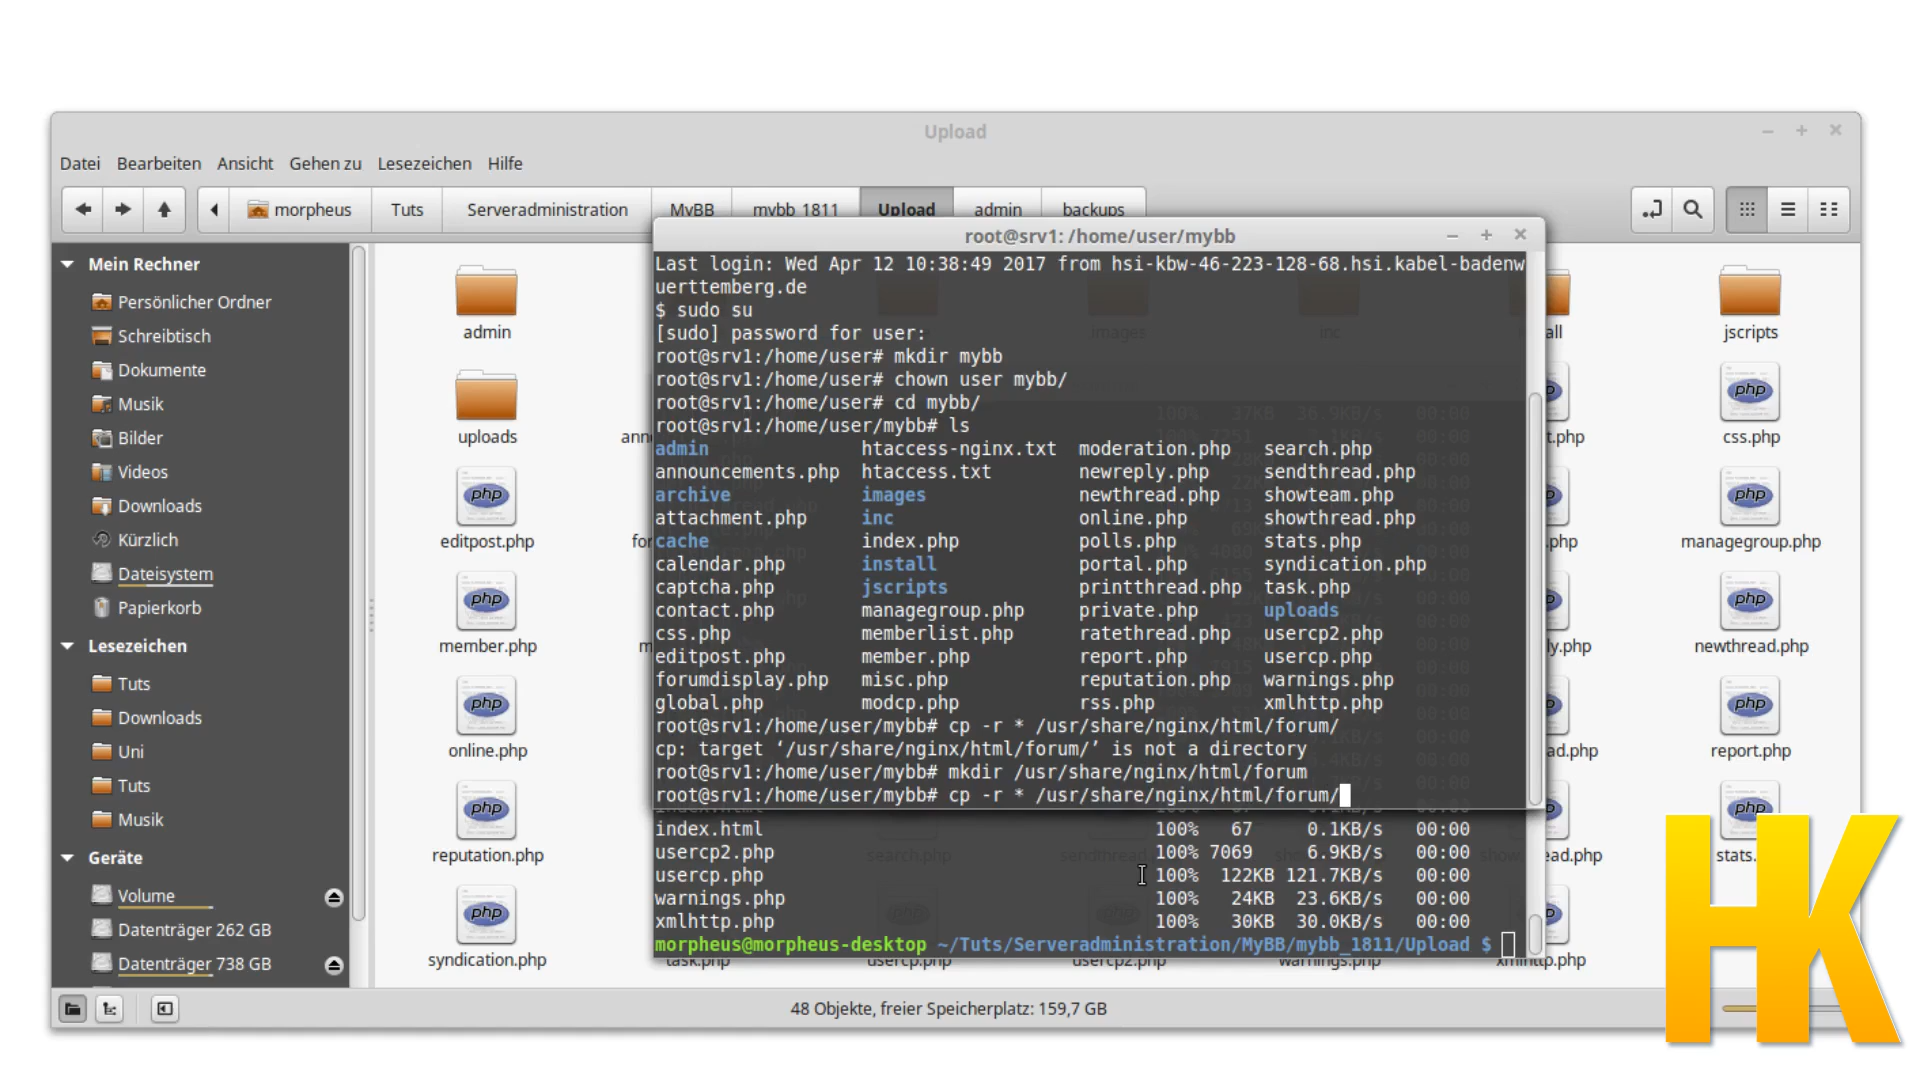 Upload
Datei Bearbeiten Ansicht Gehen zu Lesezeichen Hilfe
morpheus Tuts Serveradministration MyBB mybb_1811 Upload admin backups
Mein Rechner
Persönlicher Ordner
Schreibtisch
Dokumente
Musik
Bilder
Videos
Downloads
Kürzlich
Dateisystem
Papierkorb
Lesezeichen
Tuts
Downloads
Uni
Tuts
Musik
Geräte
Volume
Datenträger 262 GB
Datenträger 738 GB
admin
uploads
editpost.php
member.php
online.php
reputation.php
syndication.php
root@srv1: /home/user/mybb
Last login: Wed Apr 12 10:38:49 2017 from hsi-kbw-46-223-128-68.hsi.kabel-badenw
uerttemberg.de
$ sudo su
[sudo] password for user:
root@srv1:/home/user# mkdir mybb
root@srv1:/home/user# chown user mybb/
root@srv1:/home/user# cd mybb/
root@srv1:/home/user/mybb# ls
admin htaccess-nginx.txt moderation.php search.php
announcements.php htaccess.txt newreply.php sendthread.php
archive images newthread.php showteam.php
attachment.php inc online.php showthread.php
cache index.php polls.php stats.php
calendar.php install portal.php syndication.php
captcha.php jscripts printthread.php task.php
contact.php managegroup.php private.php uploads
css.php memberlist.php ratethread.php usercp2.php
editpost.php member.php report.php usercp.php
forumdisplay.php misc.php reputation.php warnings.php
global.php modcp.php rss.php xmlhttp.php
root@srv1:/home/user/mybb# cp -r * /usr/share/nginx/html/forum/
cp: target ‘/usr/share/nginx/html/forum/’ is not a directory
root@srv1:/home/user/mybb# mkdir /usr/share/nginx/html/forum
root@srv1:/home/user/mybb# cp -r * /usr/share/nginx/html/forum/
index.html 100% 67 0.1KB/s 00:00
usercp2.php 100% 7069 6.9KB/s 00:00
usercp.php 100% 122KB 121.7KB/s 00:00
warnings.php 100% 24KB 23.6KB/s 00:00
xmlhttp.php 100% 30KB 30.0KB/s 00:00
morpheus@morpheus-desktop ~/Tuts/Serveradministration/MyBB/mybb_1811/Upload $
task.php usercp.php usercp2.php warnings.php xmlhttp.php
jscripts
css.php
managegroup.php
newthread.php
report.php
stats.
48 Objekte, freier Speicherplatz: 159,7 GB
HK